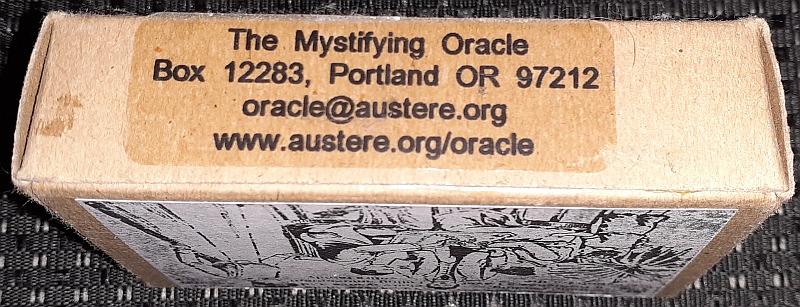 The Mystifying Oracle
Box 12283, Portland OR 97212
oracle@austere.org
www.austere.org/oracle